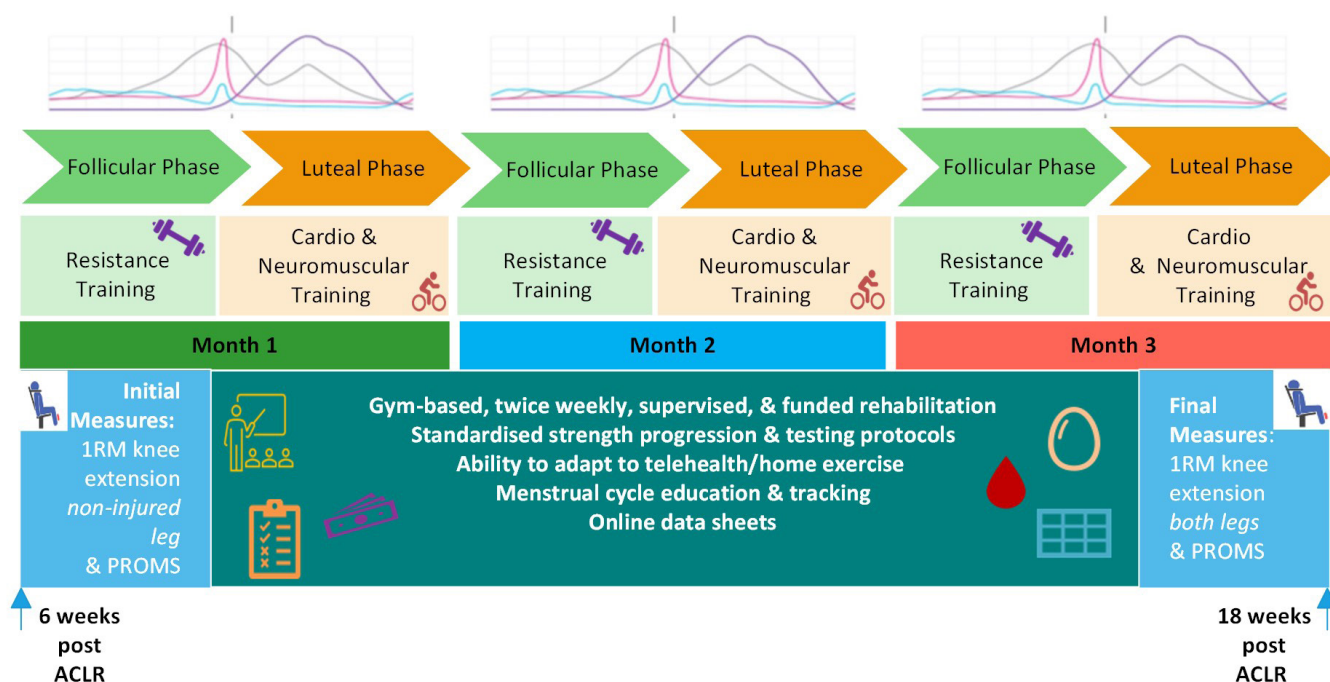 Follicular Phase
Luteal Phase
Follicular Phase
Luteal Phase
Follicular Phase
Luteal Phase
Resistance
Training
Cardio &
Neuromuscular
Training
Resistance
Training
Cardio &
Neuromuscular
Training
Resistance
Training
Cardio
& Neuromuscular
Training
Month 1
Month 2
Month 3
Initial
Measures:
1RM knee
extension
non-injured
leg
& PROMS
Gym-based, twice weekly, supervised, & funded rehabilitation
Standardised strength progression & testing protocols
Ability to adapt to telehealth/home exercise
Menstrual cycle education & tracking
Online data sheets
Final
Measures:
1RM knee
extension
both legs
& PROMS
6 weeks
post
ACLR
18 weeks
post
ACLR